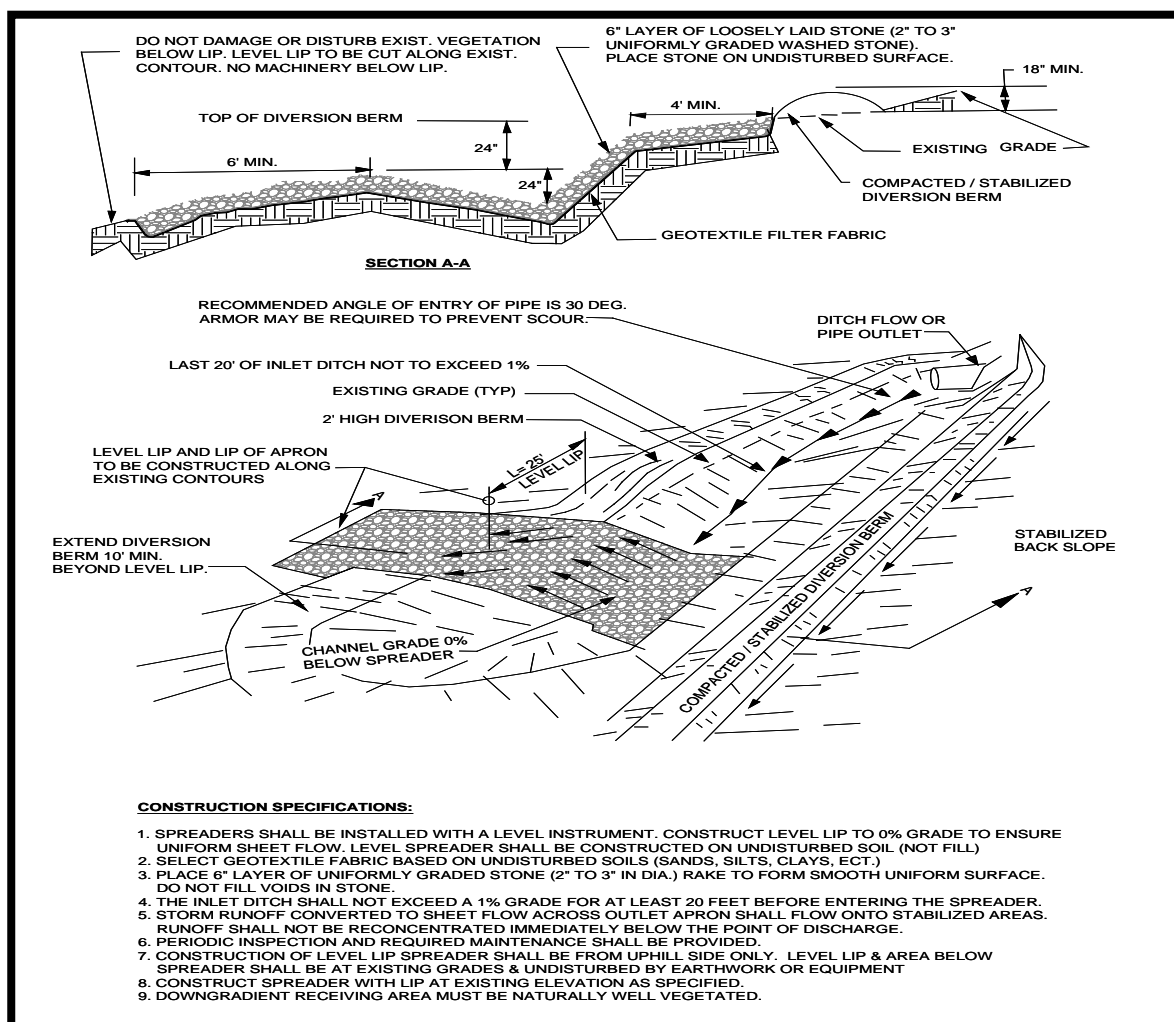 DO NOT DAMAGE OR DISTURB EXIST. VEGETATION
BELOW LIP. LEVEL LIP TO BE CUT ALONG EXIST.
CONTOUR. NO MACHINERY BELOW LIP.
6" LAYER OF LOOSELY LAID STONE (2" TO 3"
UNIFORMLY GRADED WASHED STONE).
PLACE STONE ON UNDISTURBED SURFACE.
18" MIN.
TOP OF DIVERSION BERM
4' MIN.
24"
6' MIN.
24"
EXISTING GRADE
COMPACTED / STABILIZED
DIVERSION BERM
GEOTEXTILE FILTER FABRIC
SECTION A-A
RECOMMENDED ANGLE OF ENTRY OF PIPE IS 30 DEG.
ARMOR MAY BE REQUIRED TO PREVENT SCOUR.
DITCH FLOW OR
PIPE OUTLET
LAST 20' OF INLET DITCH NOT TO EXCEED 1%
EXISTING GRADE (TYP)
2' HIGH DIVERISON BERM
LEVEL LIP AND LIP OF APRON
TO BE CONSTRUCTED ALONG
EXISTING CONTOURS
L= 25'
LEVEL LIP
A
EXTEND DIVERSION
BERM 10' MIN.
BEYOND LEVEL LIP.
STABILIZED
BACK SLOPE
A
COMPACTED / STABILIZED DIVERSION BERM
CHANNEL GRADE 0%
BELOW SPREADER
CONSTRUCTION SPECIFICATIONS:
1. SPREADERS SHALL BE INSTALLED WITH A LEVEL INSTRUMENT. CONSTRUCT LEVEL LIP TO 0% GRADE TO ENSURE
UNIFORM SHEET FLOW. LEVEL SPREADER SHALL BE CONSTRUCTED ON UNDISTURBED SOIL (NOT FILL)
2. SELECT GEOTEXTILE FABRIC BASED ON UNDISTURBED SOILS (SANDS, SILTS, CLAYS, ECT.)
3. PLACE 6" LAYER OF UNIFORMLY GRADED STONE (2" TO 3" IN DIA.) RAKE TO FORM SMOOTH UNIFORM SURFACE.
DO NOT FILL VOIDS IN STONE.
4. THE INLET DITCH SHALL NOT EXCEED A 1% GRADE FOR AT LEAST 20 FEET BEFORE ENTERING THE SPREADER.
5. STORM RUNOFF CONVERTED TO SHEET FLOW ACROSS OUTLET APRON SHALL FLOW ONTO STABILIZED AREAS.
RUNOFF SHALL NOT BE RECONCENTRATED IMMEDIATELY BELOW THE POINT OF DISCHARGE.
6. PERIODIC INSPECTION AND REQUIRED MAINTENANCE SHALL BE PROVIDED.
7. CONSTRUCTION OF LEVEL LIP SPREADER SHALL BE FROM UPHILL SIDE ONLY. LEVEL LIP & AREA BELOW
SPREADER SHALL BE AT EXISTING GRADES & UNDISTURBED BY EARTHWORK OR EQUIPMENT
8. CONSTRUCT SPREADER WITH LIP AT EXISTING ELEVATION AS SPECIFIED.
9. DOWNGRADIENT RECEIVING AREA MUST BE NATURALLY WELL VEGETATED.